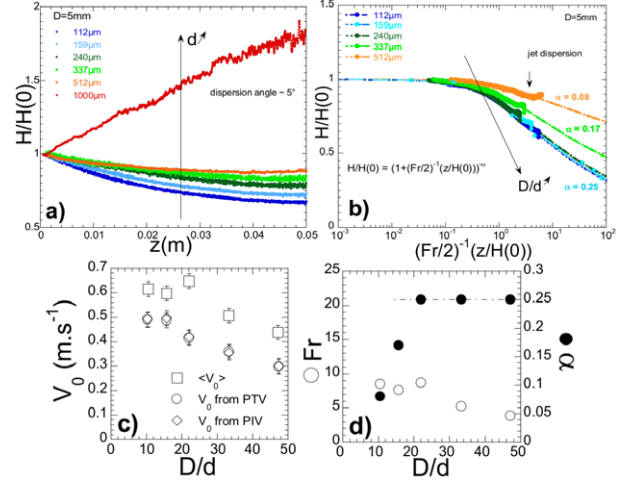 D=5mm
112µm
159µm
240µm
337µm
512µm
1000µm
d
dispersion angle ~ 5°
H/H(0)
2
1.5
1
0.5
0
0 0.01 0.02 0.03 0.04 0.05
z(m)
a)
112µm
159µm
240µm
337µm
512µm
D=5mm
jet dispersion
α = 0.08
α = 0.17
α = 0.25
H/H(0) = (1+(Fr/2)⁻¹(z/H(0)))⁻ᵅ
D/d
H/H(0)
1.5
1
0.5
0
10⁻³ 10⁻² 10⁻¹ 10⁰ 10¹ 10²
(Fr/2)⁻¹(z/H(0))
b)
V₀ (m.s⁻¹)
0.7
0.6
0.5
0.4
0.3
0.2
0.1
0
<V₀>
V₀ from PTV
V₀ from PIV
0 10 20 30 40 50
D/d
c)
Fr
25
20
15
10
5
0
0.3
0.25
0.2
0.15
0.1
0.05
0
α
0 10 20 30 40 50
D/d
d)